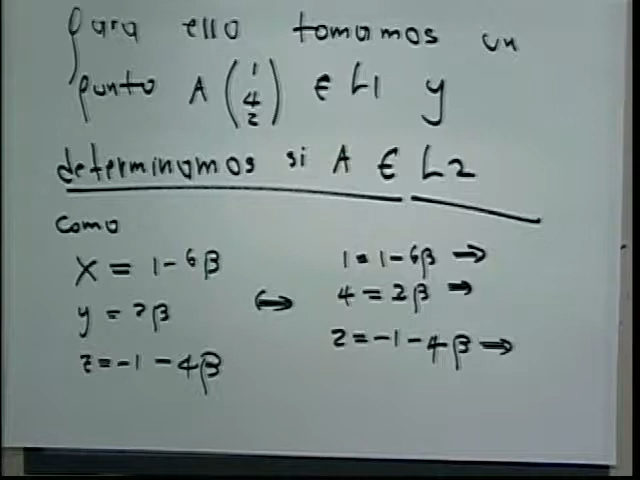 para ello tomamos un
punto A (1 4 2) ∈ L1 y
determinamos si A ∈ L2
como
x = 1 - 6β
y = 2β
z = -1 - 4β
↔
1 = 1 - 6β ⇒
4 = 2β ⇒
2 = -1 - 4β ⇒